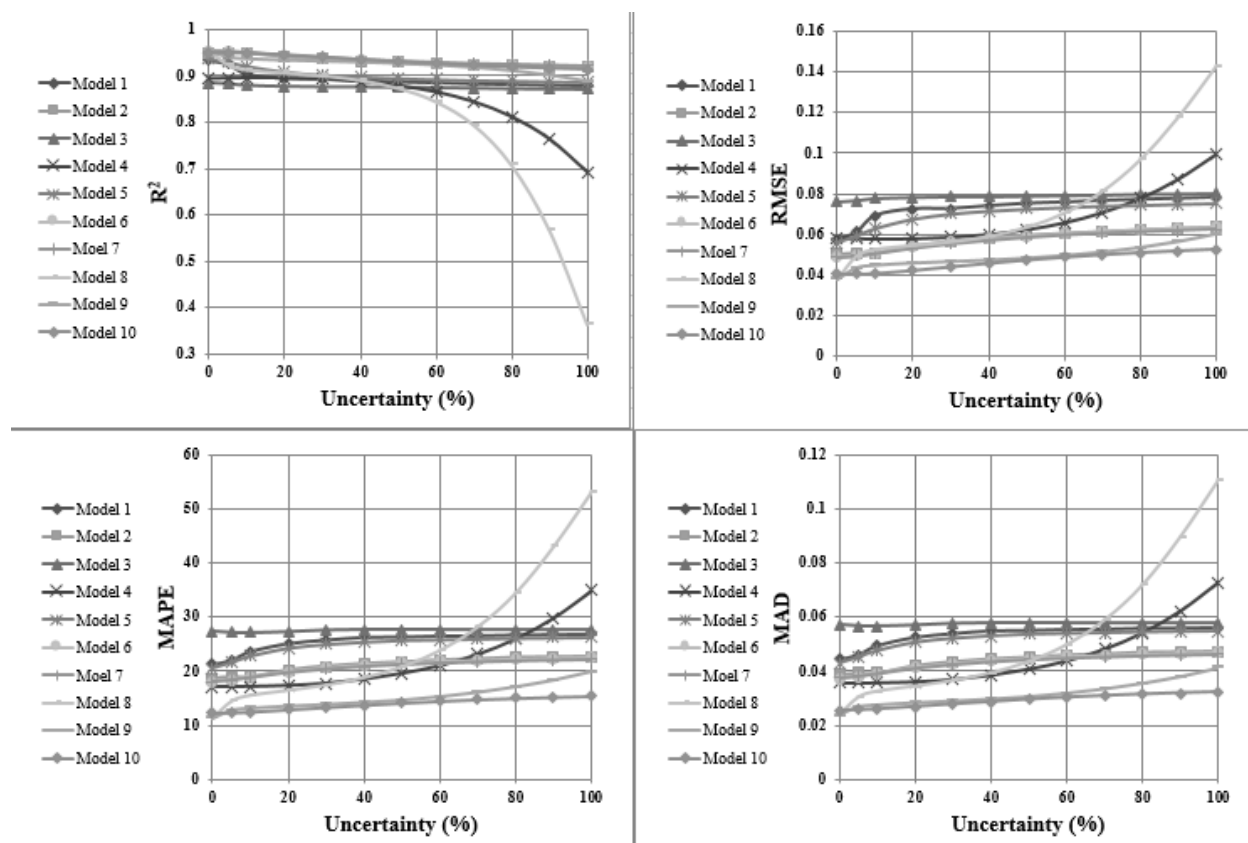 1
0.9
0.8
0.7
0.6
0.5
0.4
0.3
R²
0 20 40 60 80 100
Uncertainty (%)
Model 1
Model 2
Model 3
Model 4
Model 5
Model 6
Moel 7
Model 8
Model 9
Model 10
0.16
0.14
0.12
0.1
0.08
0.06
0.04
0.02
0
RMSE
0 20 40 60 80 100
Uncertainty (%)
Model 1
Model 2
Model 3
Model 4
Model 5
Model 6
Moel 7
Model 8
Model 9
Model 10
60
50
40
30
20
10
0
MAPE
0 20 40 60 80 100
Uncertainty (%)
Model 1
Model 2
Model 3
Model 4
Model 5
Model 6
Moel 7
Model 8
Model 9
Model 10
0.12
0.1
0.08
0.06
0.04
0.02
0
MAD
0 20 40 60 80 100
Uncertainty (%)
Model 1
Model 2
Model 3
Model 4
Model 5
Model 6
Moel 7
Model 8
Model 9
Model 10